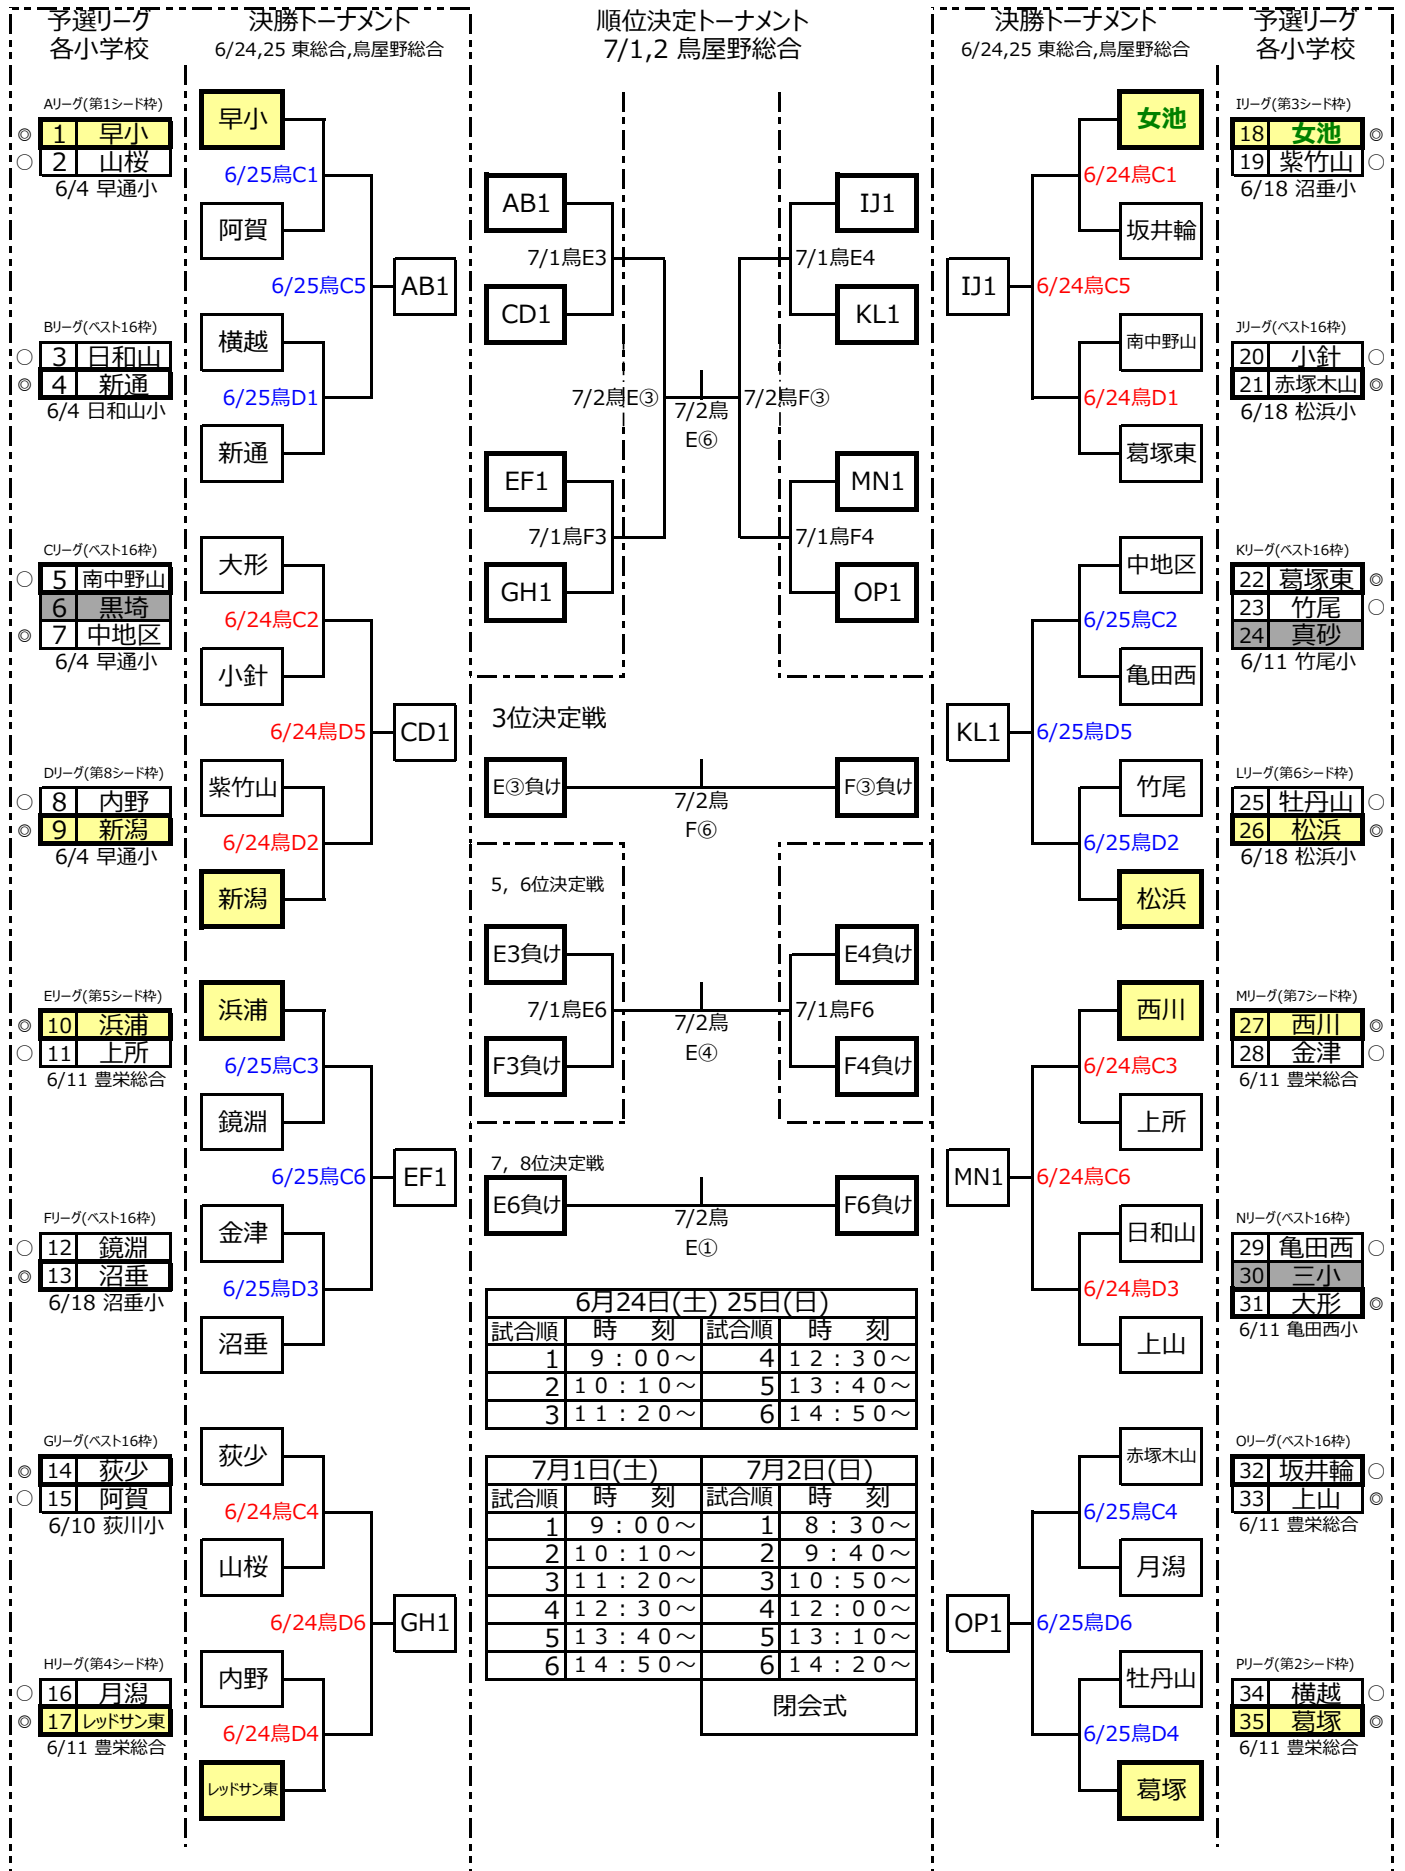 予選リーグ
各小学校
決勝トーナメント
6/24,25 東総合,鳥屋野総合
順位決定トーナメント
7/1,2 鳥屋野総合
決勝トーナメント
6/24,25 東総合,鳥屋野総合
予選リーグ
各小学校
Aリーグ(第1シード枠)
◎ 1 早小
○ 2 山桜
6/4 早通小
Bリーグ(ベスト16枠)
○ 3 日和山
◎ 4 新通
6/4 日和山小
Cリーグ(ベスト16枠)
○ 5 南中野山
6 黒埼
◎ 7 中地区
6/4 早通小
Dリーグ(第8シード枠)
○ 8 内野
◎ 9 新潟
6/4 早通小
Eリーグ(第5シード枠)
◎ 10 浜浦
○ 11 上所
6/11 豊栄総合
Fリーグ(ベスト16枠)
○ 12 鏡淵
◎ 13 沼垂
6/18 沼垂小
Gリーグ(ベスト16枠)
◎ 14 荻少
○ 15 阿賀
6/10 荻川小
Hリーグ(第4シード枠)
○ 16 月潟
◎ 17 レッドサン東
6/11 豊栄総合
早小
6/25鳥C1
阿賀
6/25鳥C5
AB1
横越
6/25鳥D1
新通
大形
6/24鳥C2
小針
6/24鳥D5
CD1
紫竹山
6/24鳥D2
新潟
浜浦
6/25鳥C3
鏡淵
6/25鳥C6
EF1
金津
6/25鳥D3
沼垂
荻少
6/24鳥C4
山桜
6/24鳥D6
GH1
内野
6/24鳥D4
レッドサン東
AB1
7/1鳥E3
CD1
7/2鳥E③
EF1
7/1鳥F3
GH1
7/2鳥
E⑥
IJ1
7/1鳥E4
KL1
7/2鳥F③
MN1
7/1鳥F4
OP1
3位決定戦
E③負け
7/2鳥
F⑥
F③負け
5，6位決定戦
E3負け
7/1鳥E6
F3負け
7/2鳥
E④
E4負け
7/1鳥F6
F4負け
7，8位決定戦
E6負け
7/2鳥
E①
F6負け
6月24日(土) 25日(日)
試合順 時 刻 試合順 時 刻
1 9：00～ 4 12：30～
2 10：10～ 5 13：40～
3 11：20～ 6 14：50～
7月1日(土) 7月2日(日)
試合順 時 刻 試合順 時 刻
1 9：00～ 1 8：30～
2 10：10～ 2 9：40～
3 11：20～ 3 10：50～
4 12：30～ 4 12：00～
5 13：40～ 5 13：10～
6 14：50～ 6 14：20～
閉会式
女池
6/24鳥C1
坂井輪
IJ1
6/24鳥C5
南中野山
6/24鳥D1
葛塚東
中地区
6/25鳥C2
亀田西
KL1
6/25鳥D5
竹尾
6/25鳥D2
松浜
西川
6/24鳥C3
上所
MN1
6/24鳥C6
日和山
6/24鳥D3
上山
赤塚木山
6/25鳥C4
月潟
OP1
6/25鳥D6
牡丹山
6/25鳥D4
葛塚
Iリーグ(第3シード枠)
18 女池 ◎
19 紫竹山 ○
6/18 沼垂小
Jリーグ(ベスト16枠)
20 小針 ○
21 赤塚木山 ◎
6/18 松浜小
Kリーグ(ベスト16枠)
22 葛塚東 ◎
23 竹尾 ○
24 真砂
6/11 竹尾小
Lリーグ(第6シード枠)
25 牡丹山 ○
26 松浜 ◎
6/18 松浜小
Mリーグ(第7シード枠)
27 西川 ◎
28 金津 ○
6/11 豊栄総合
Nリーグ(ベスト16枠)
29 亀田西 ○
30 三小
31 大形 ◎
6/11 亀田西小
Oリーグ(ベスト16枠)
32 坂井輪 ○
33 上山 ◎
6/11 豊栄総合
Pリーグ(第2シード枠)
34 横越 ○
35 葛塚 ◎
6/11 豊栄総合